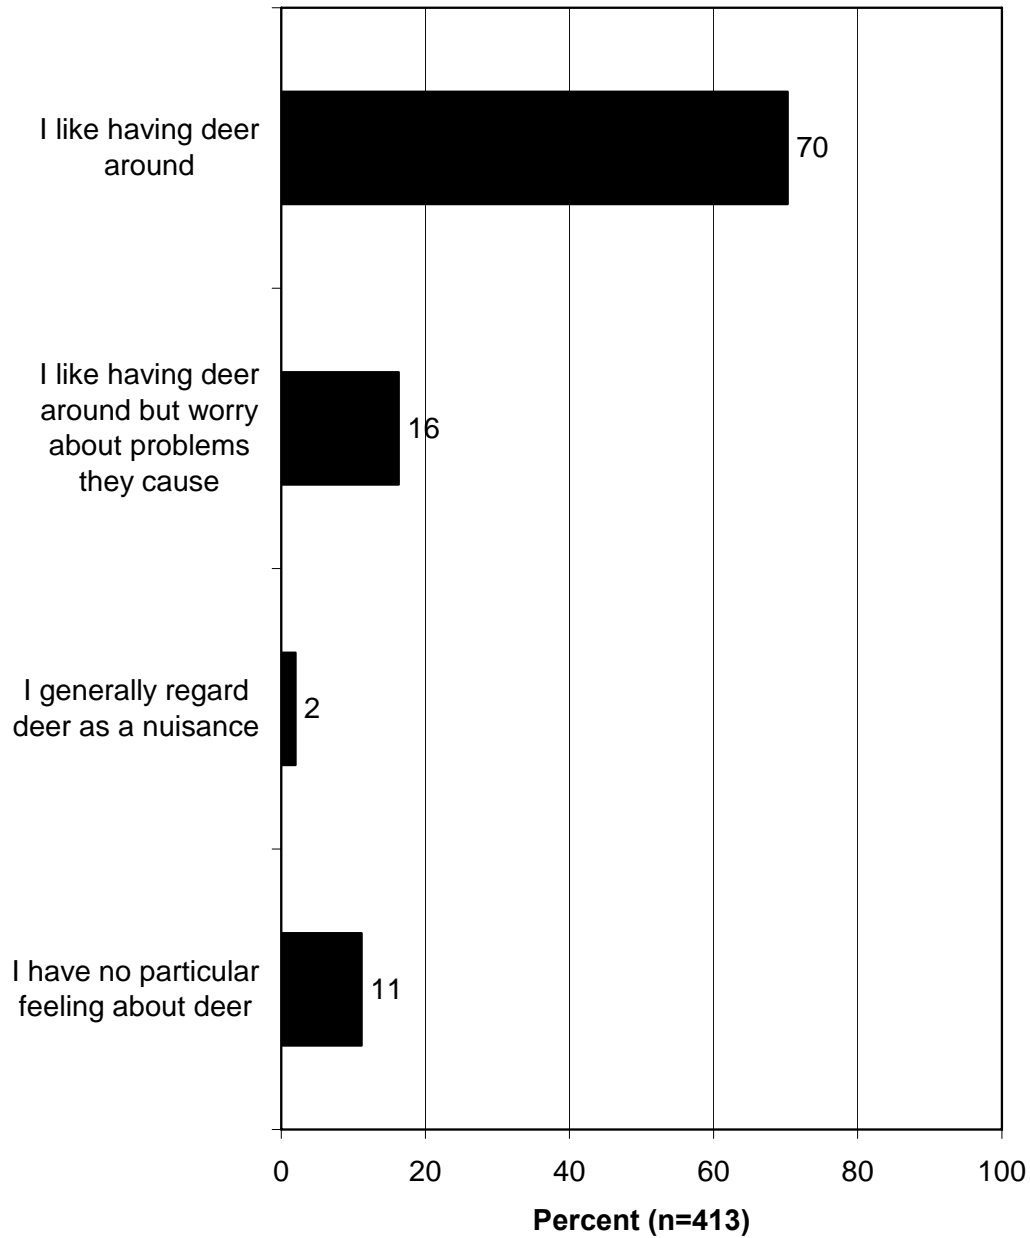 I like having deer
around
70
I like having deer
around but worry
about problems
they cause
16
I generally regard
deer as a nuisance
2
I have no particular
feeling about deer
11
0 20 40 60 80 100
Percent (n=413)